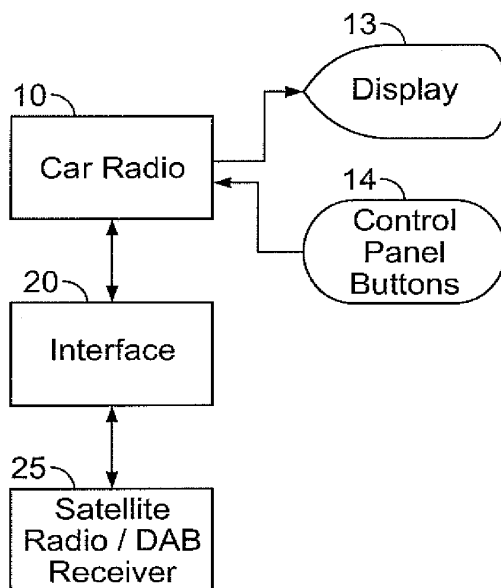 13
Display
10
Car Radio
14
Control
Panel
Buttons
20
Interface
25
Satellite
Radio / DAB
Receiver